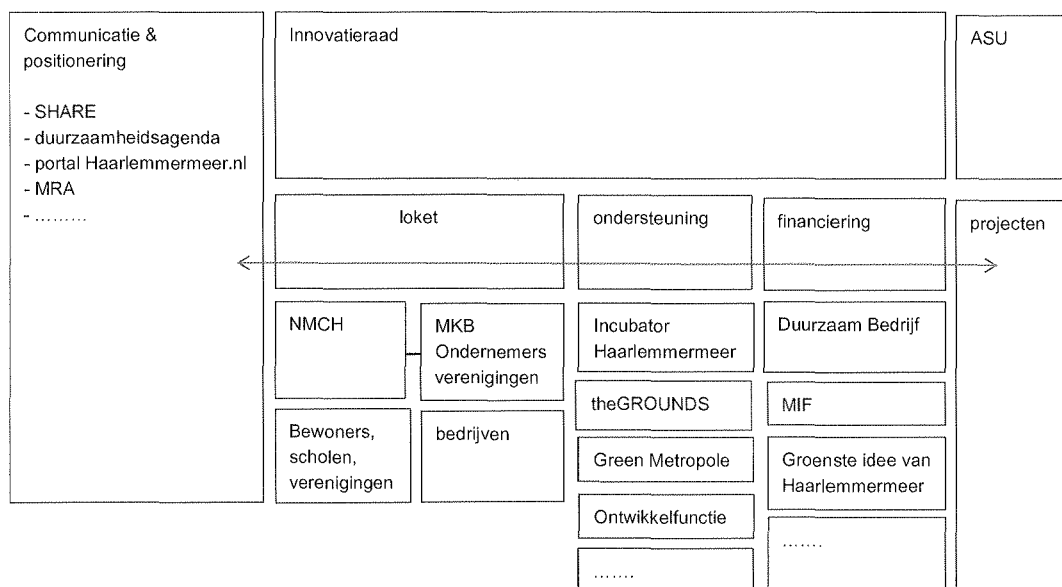 Communicatie &
positionering
- SHARE
- duurzaamheidsagenda
- portal Haarlemmermeer.nl
- MRA
- .........
Innovatieraad
ASU
loket
ondersteuning
financiering
projecten
NMCH
MKB
Ondernemers
verenigingen
Bewoners,
scholen,
verenigingen
bedrijven
Incubator
Haarlemmermeer
theGROUNDS
Green Metropole
Ontwikkelfunctie
.......
Duurzaam Bedrijf
MIF
Groenste idee van
Haarlemmermeer
.......